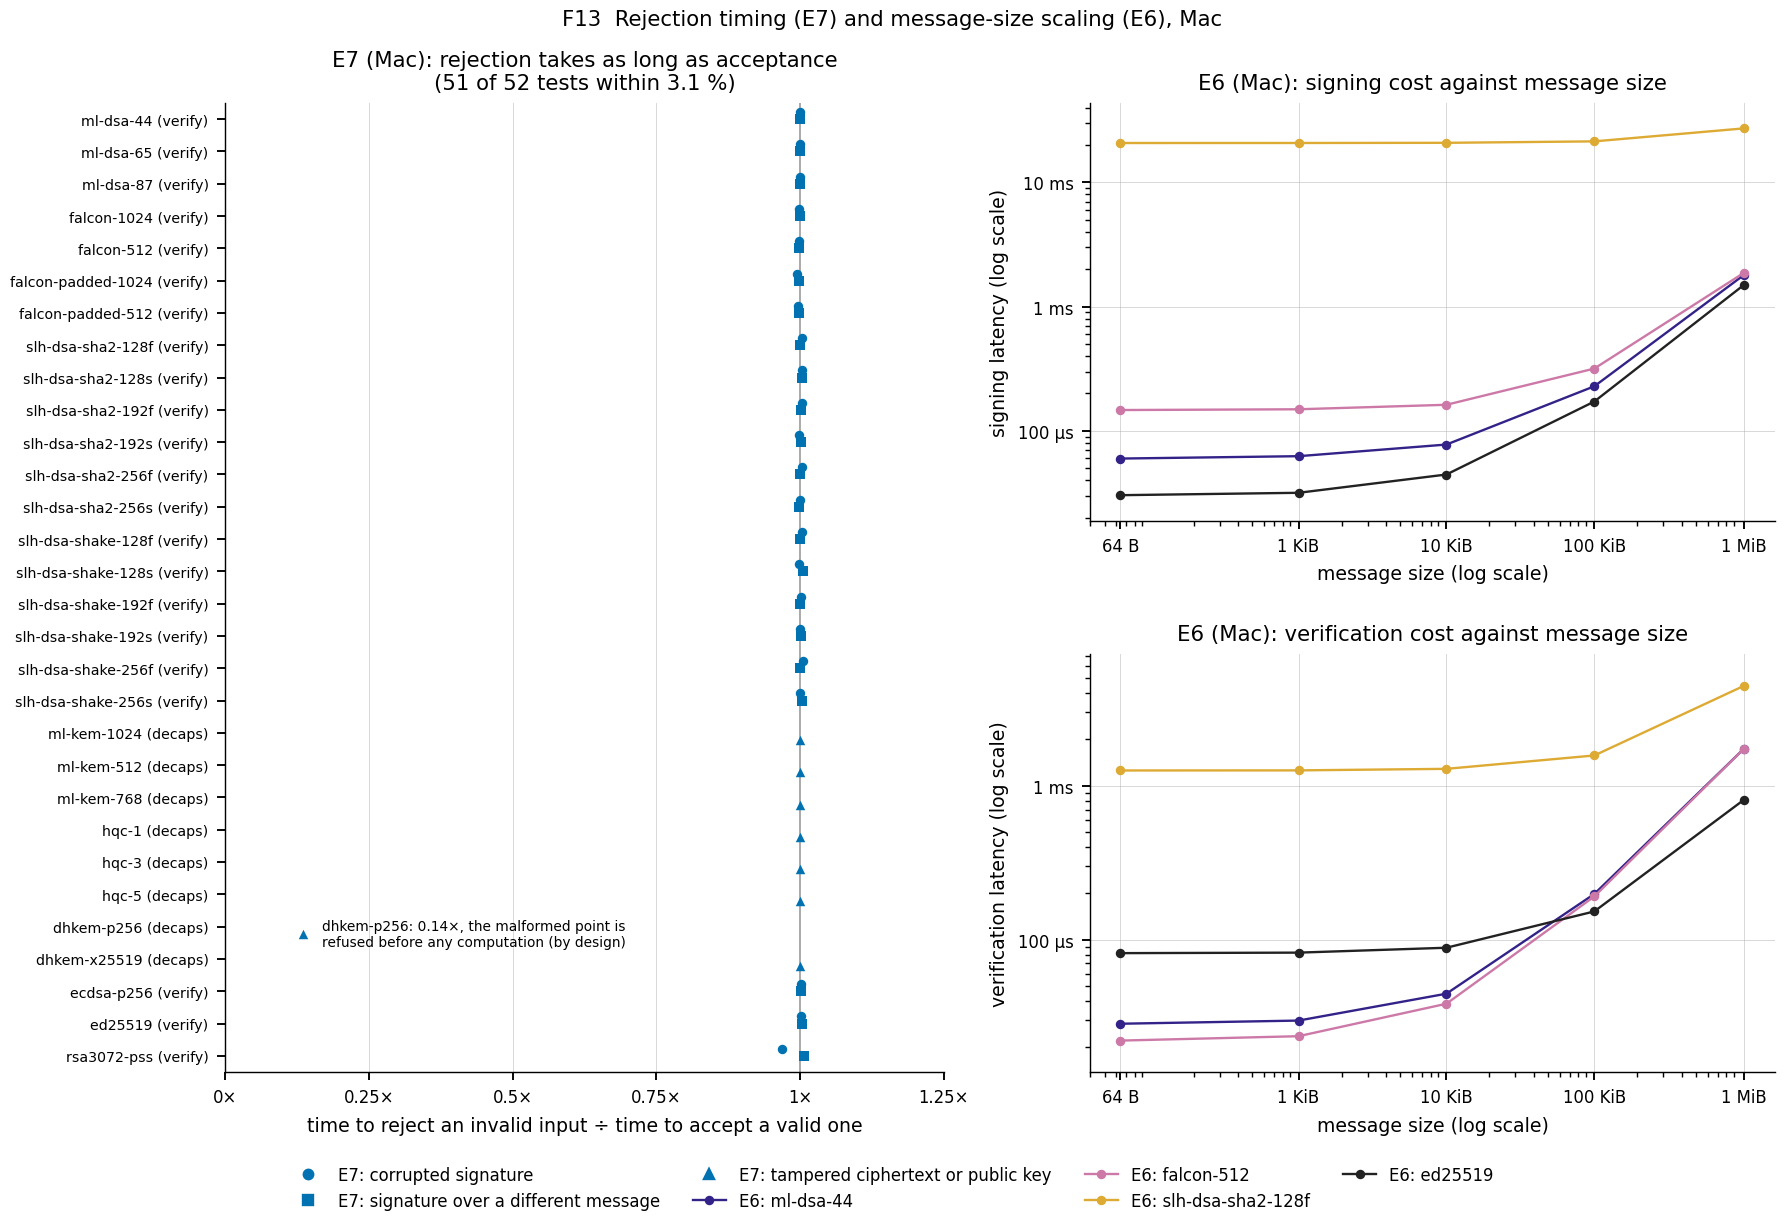 F13  Rejection timing (E7) and message-size scaling (E6), Mac
E7 (Mac): rejection takes as long as acceptance
(51 of 52 tests within 3.1 %)
ml-dsa-44 (verify)
ml-dsa-65 (verify)
ml-dsa-87 (verify)
falcon-1024 (verify)
falcon-512 (verify)
falcon-padded-1024 (verify)
falcon-padded-512 (verify)
slh-dsa-sha2-128f (verify)
slh-dsa-sha2-128s (verify)
slh-dsa-sha2-192f (verify)
slh-dsa-sha2-192s (verify)
slh-dsa-sha2-256f (verify)
slh-dsa-sha2-256s (verify)
slh-dsa-shake-128f (verify)
slh-dsa-shake-128s (verify)
slh-dsa-shake-192f (verify)
slh-dsa-shake-192s (verify)
slh-dsa-shake-256f (verify)
slh-dsa-shake-256s (verify)
ml-kem-1024 (decaps)
ml-kem-512 (decaps)
ml-kem-768 (decaps)
hqc-1 (decaps)
hqc-3 (decaps)
hqc-5 (decaps)
dhkem-p256 (decaps)
dhkem-x25519 (decaps)
ecdsa-p256 (verify)
ed25519 (verify)
rsa3072-pss (verify)
dhkem-p256: 0.14×, the malformed point is
refused before any computation (by design)
0× 0.25× 0.5× 0.75× 1× 1.25×
time to reject an invalid input ÷ time to accept a valid one
E6 (Mac): signing cost against message size
signing latency (log scale)
10 ms
1 ms
100 µs
64 B 1 KiB 10 KiB 100 KiB 1 MiB
message size (log scale)
E6 (Mac): verification cost against message size
verification latency (log scale)
1 ms
100 µs
64 B 1 KiB 10 KiB 100 KiB 1 MiB
message size (log scale)
E7: corrupted signature
E7: signature over a different message
E7: tampered ciphertext or public key
E6: ml-dsa-44
E6: falcon-512
E6: slh-dsa-sha2-128f
E6: ed25519